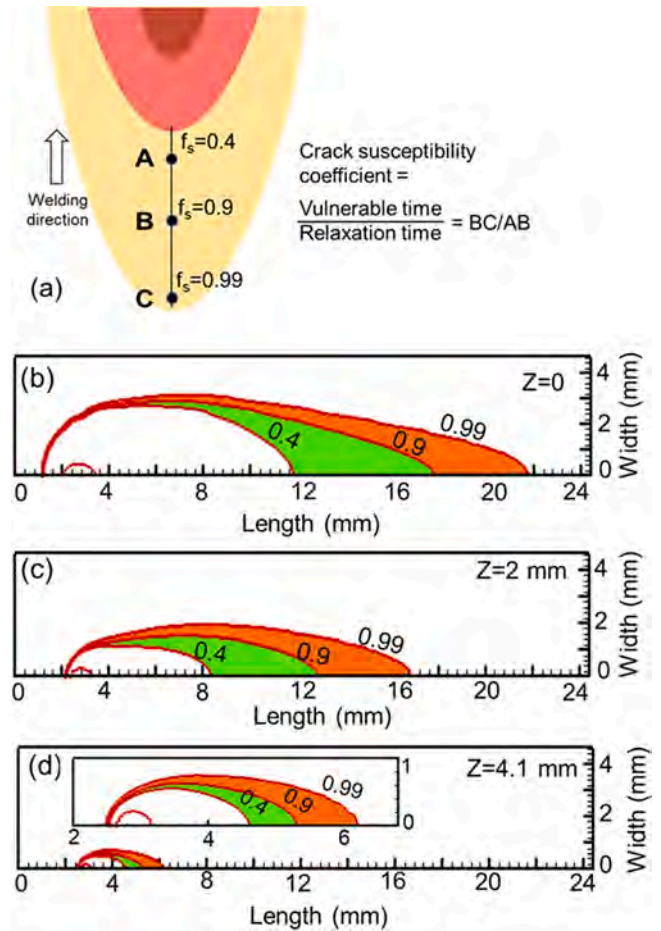 f_s=0.4
A
Crack susceptibility
coefficient =
Welding
direction
B
f_s=0.9
Vulnerable time
Relaxation time
= BC/AB
(a)
C
f_s=0.99
(b)
Z=0
0.4
0.9
0.99
4
2
0
Width (mm)
0 4 8 12 16 20 24
Length (mm)
(c)
Z=2 mm
0.4
0.9
0.99
4
2
0
Width (mm)
0 4 8 12 16 20 24
Length (mm)
(d)
Z=4.1 mm
0.4
0.9
0.99
1
0
2 4 6
4
2
0
Width (mm)
0 4 8 12 16 20 24
Length (mm)